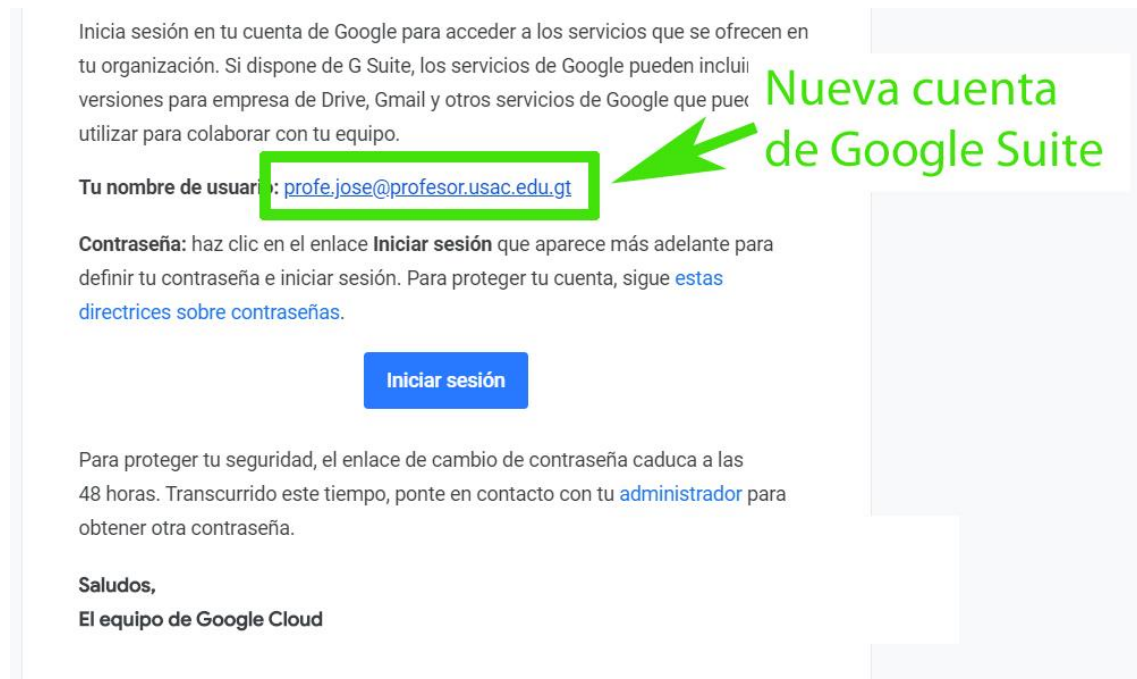 Inicia sesión en tu cuenta de Google para acceder a los servicios que se ofrecen en
tu organización. Si dispone de G Suite, los servicios de Google pueden incluir
versiones para empresa de Drive, Gmail y otros servicios de Google que
utilizar para colaborar con tu equipo.
Nueva cuenta
de Google Suite
Tu nombre de usuario: profe.jose@profesor.usac.edu.gt
Contraseña: haz clic en el enlace Iniciar sesión que aparece más adelante para
definir tu contraseña e iniciar sesión. Para proteger tu cuenta, sigue estas
directrices sobre contraseñas.
Iniciar sesión
Para proteger tu seguridad, el enlace de cambio de contraseña caduca a las
48 horas. Transcurrido este tiempo, ponte en contacto con tu administrador para
obtener otra contraseña.
Saludos,
El equipo de Google Cloud